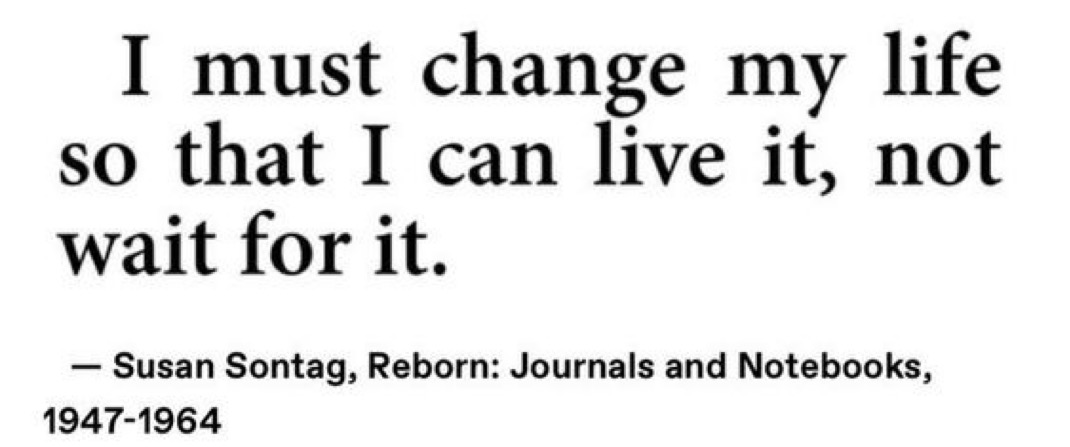 I must change my life
so that I can live it, not
wait for it.
— Susan Sontag, Reborn: Journals and Notebooks,
1947-1964